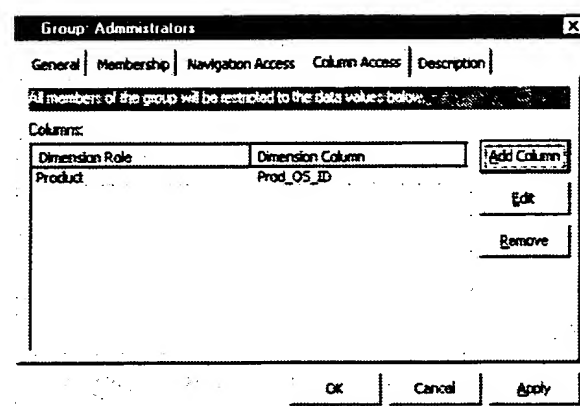 Group: Administrators X
General Membership Navigation Access Column Access Description
All members of the group will be restricted to the data values below.
Columns:
Dimension Role Dimension Column Add Column
Product Prod_OS_ID
Edit
Remove
OK Cancel Apply